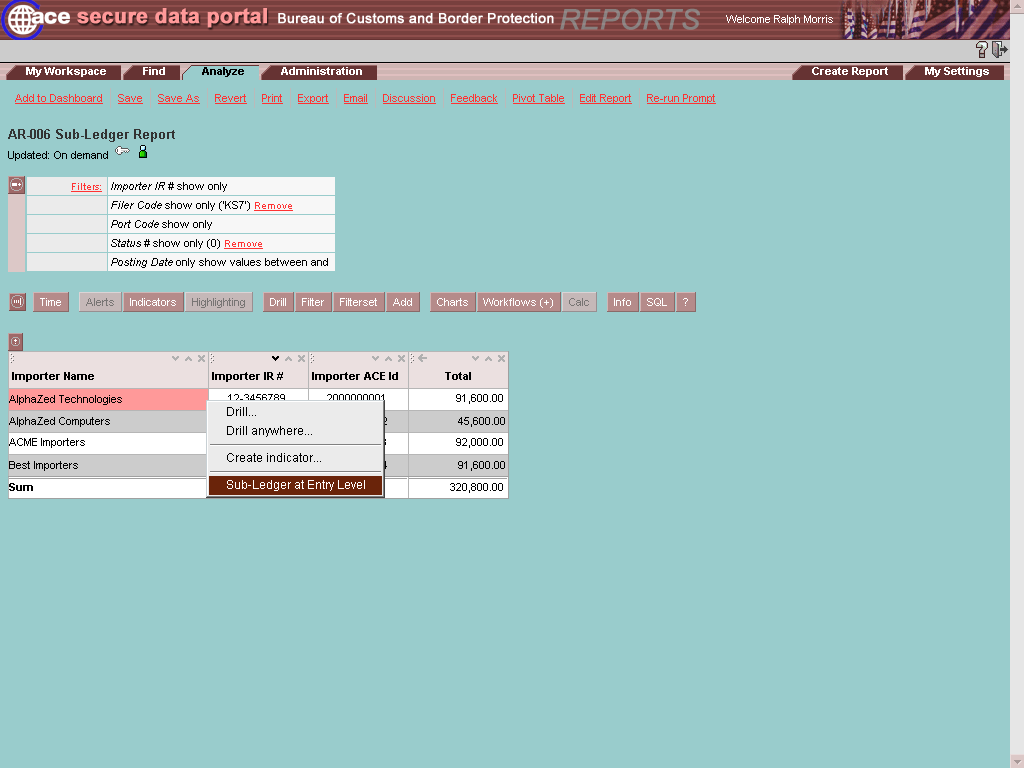 ace secure data portal Bureau of Customs and Border Protection REPORTS Welcome Ralph Morris
?
My Workspace Find Analyze Administration Create Report My Settings
Add to Dashboard Save Save As Revert Print Export Email Discussion Feedback Pivot Table Edit Report Re-run Prompt
AR-006 Sub-Ledger Report
Updated: On demand
Filters: Importer IR # show only
Filer Code show only ('KS7') Remove
Port Code show only
Status # show only (0) Remove
Posting Date only show values between and
Time Alerts Indicators Highlighting Drill Filter Filterset Add Charts Workflows (+) Calc Info SQL ?
Importer Name Importer IR # Importer ACE Id Total
AlphaZed Technologies 12-3456789 2000000001 91,600.00
AlphaZed Computers 2 45,600.00
ACME Importers 3 92,000.00
Best Importers 4 91,600.00
Sum 320,800.00
Drill...
Drill anywhere...
Create indicator...
Sub-Ledger at Entry Level